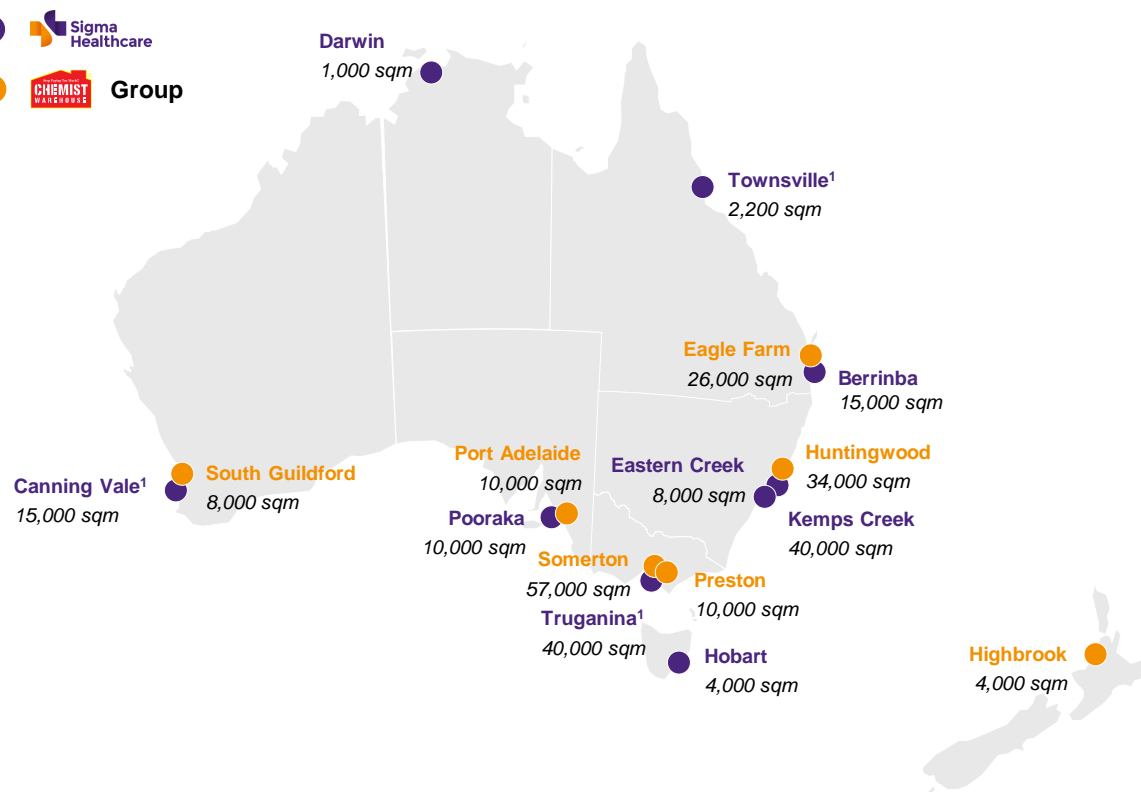 Sigma
Healthcare
CHEMIST
WAREHOUSE
Group
Darwin
1,000 sqm
Townsville¹
2,200 sqm
Eagle Farm
26,000 sqm
Berrinba
15,000 sqm
Huntingwood
34,000 sqm
Port Adelaide
10,000 sqm
Eastern Creek
8,000 sqm
South Guildford
8,000 sqm
Canning Vale¹
15,000 sqm
Pooraka
10,000 sqm
Kemps Creek
40,000 sqm
Somerton
57,000 sqm
Preston
10,000 sqm
Truganina¹
40,000 sqm
Hobart
4,000 sqm
Highbrook
4,000 sqm